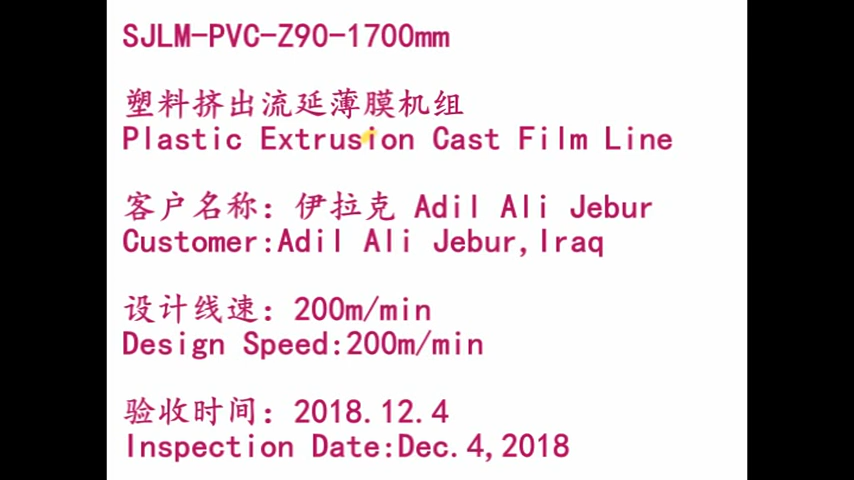 SJLM-PVC-Z90-1700mm
塑料挤出流延薄膜机组
Plastic Extrusion Cast Film Line
客户名称：伊拉克 Adil Ali Jebur
Customer:Adil Ali Jebur,Iraq
设计线速：200m/min
Design Speed:200m/min
验收时间：2018.12.4
Inspection Date:Dec.4,2018